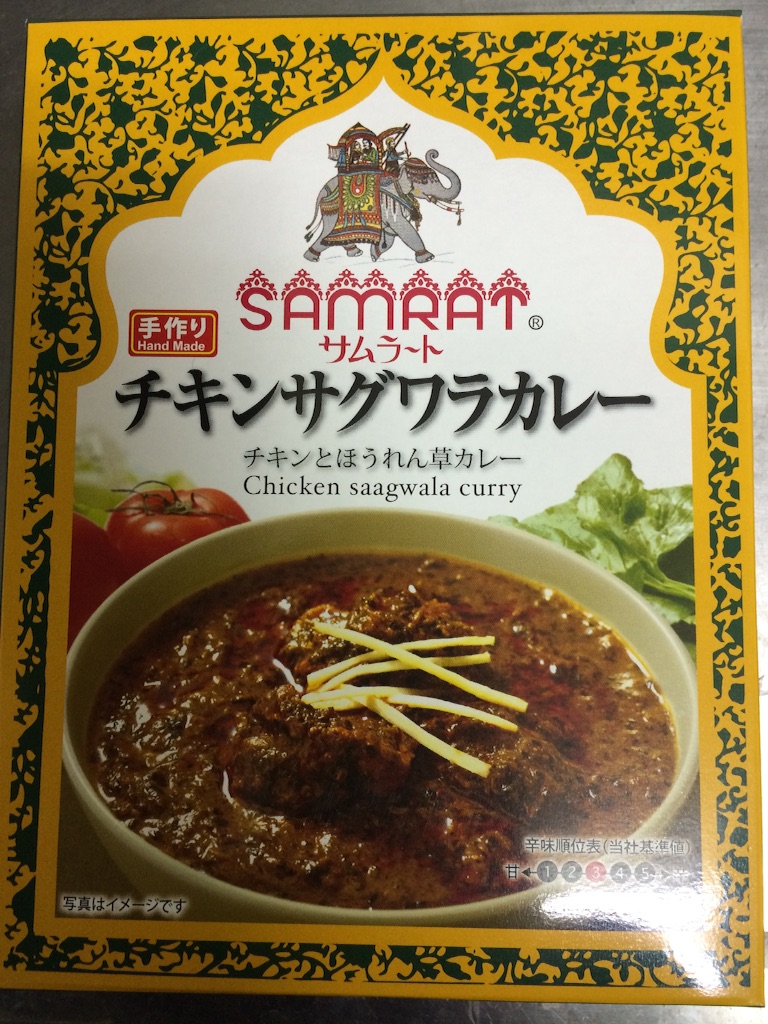 SAMRAT®
サムラート
手作り
Hand Made
チキンサグワラカレー
チキンとほうれん草カレー
Chicken saagwala curry
辛味順位表(当社基準値)
甘←1 2 3 4 5→辛
写真はイメージです